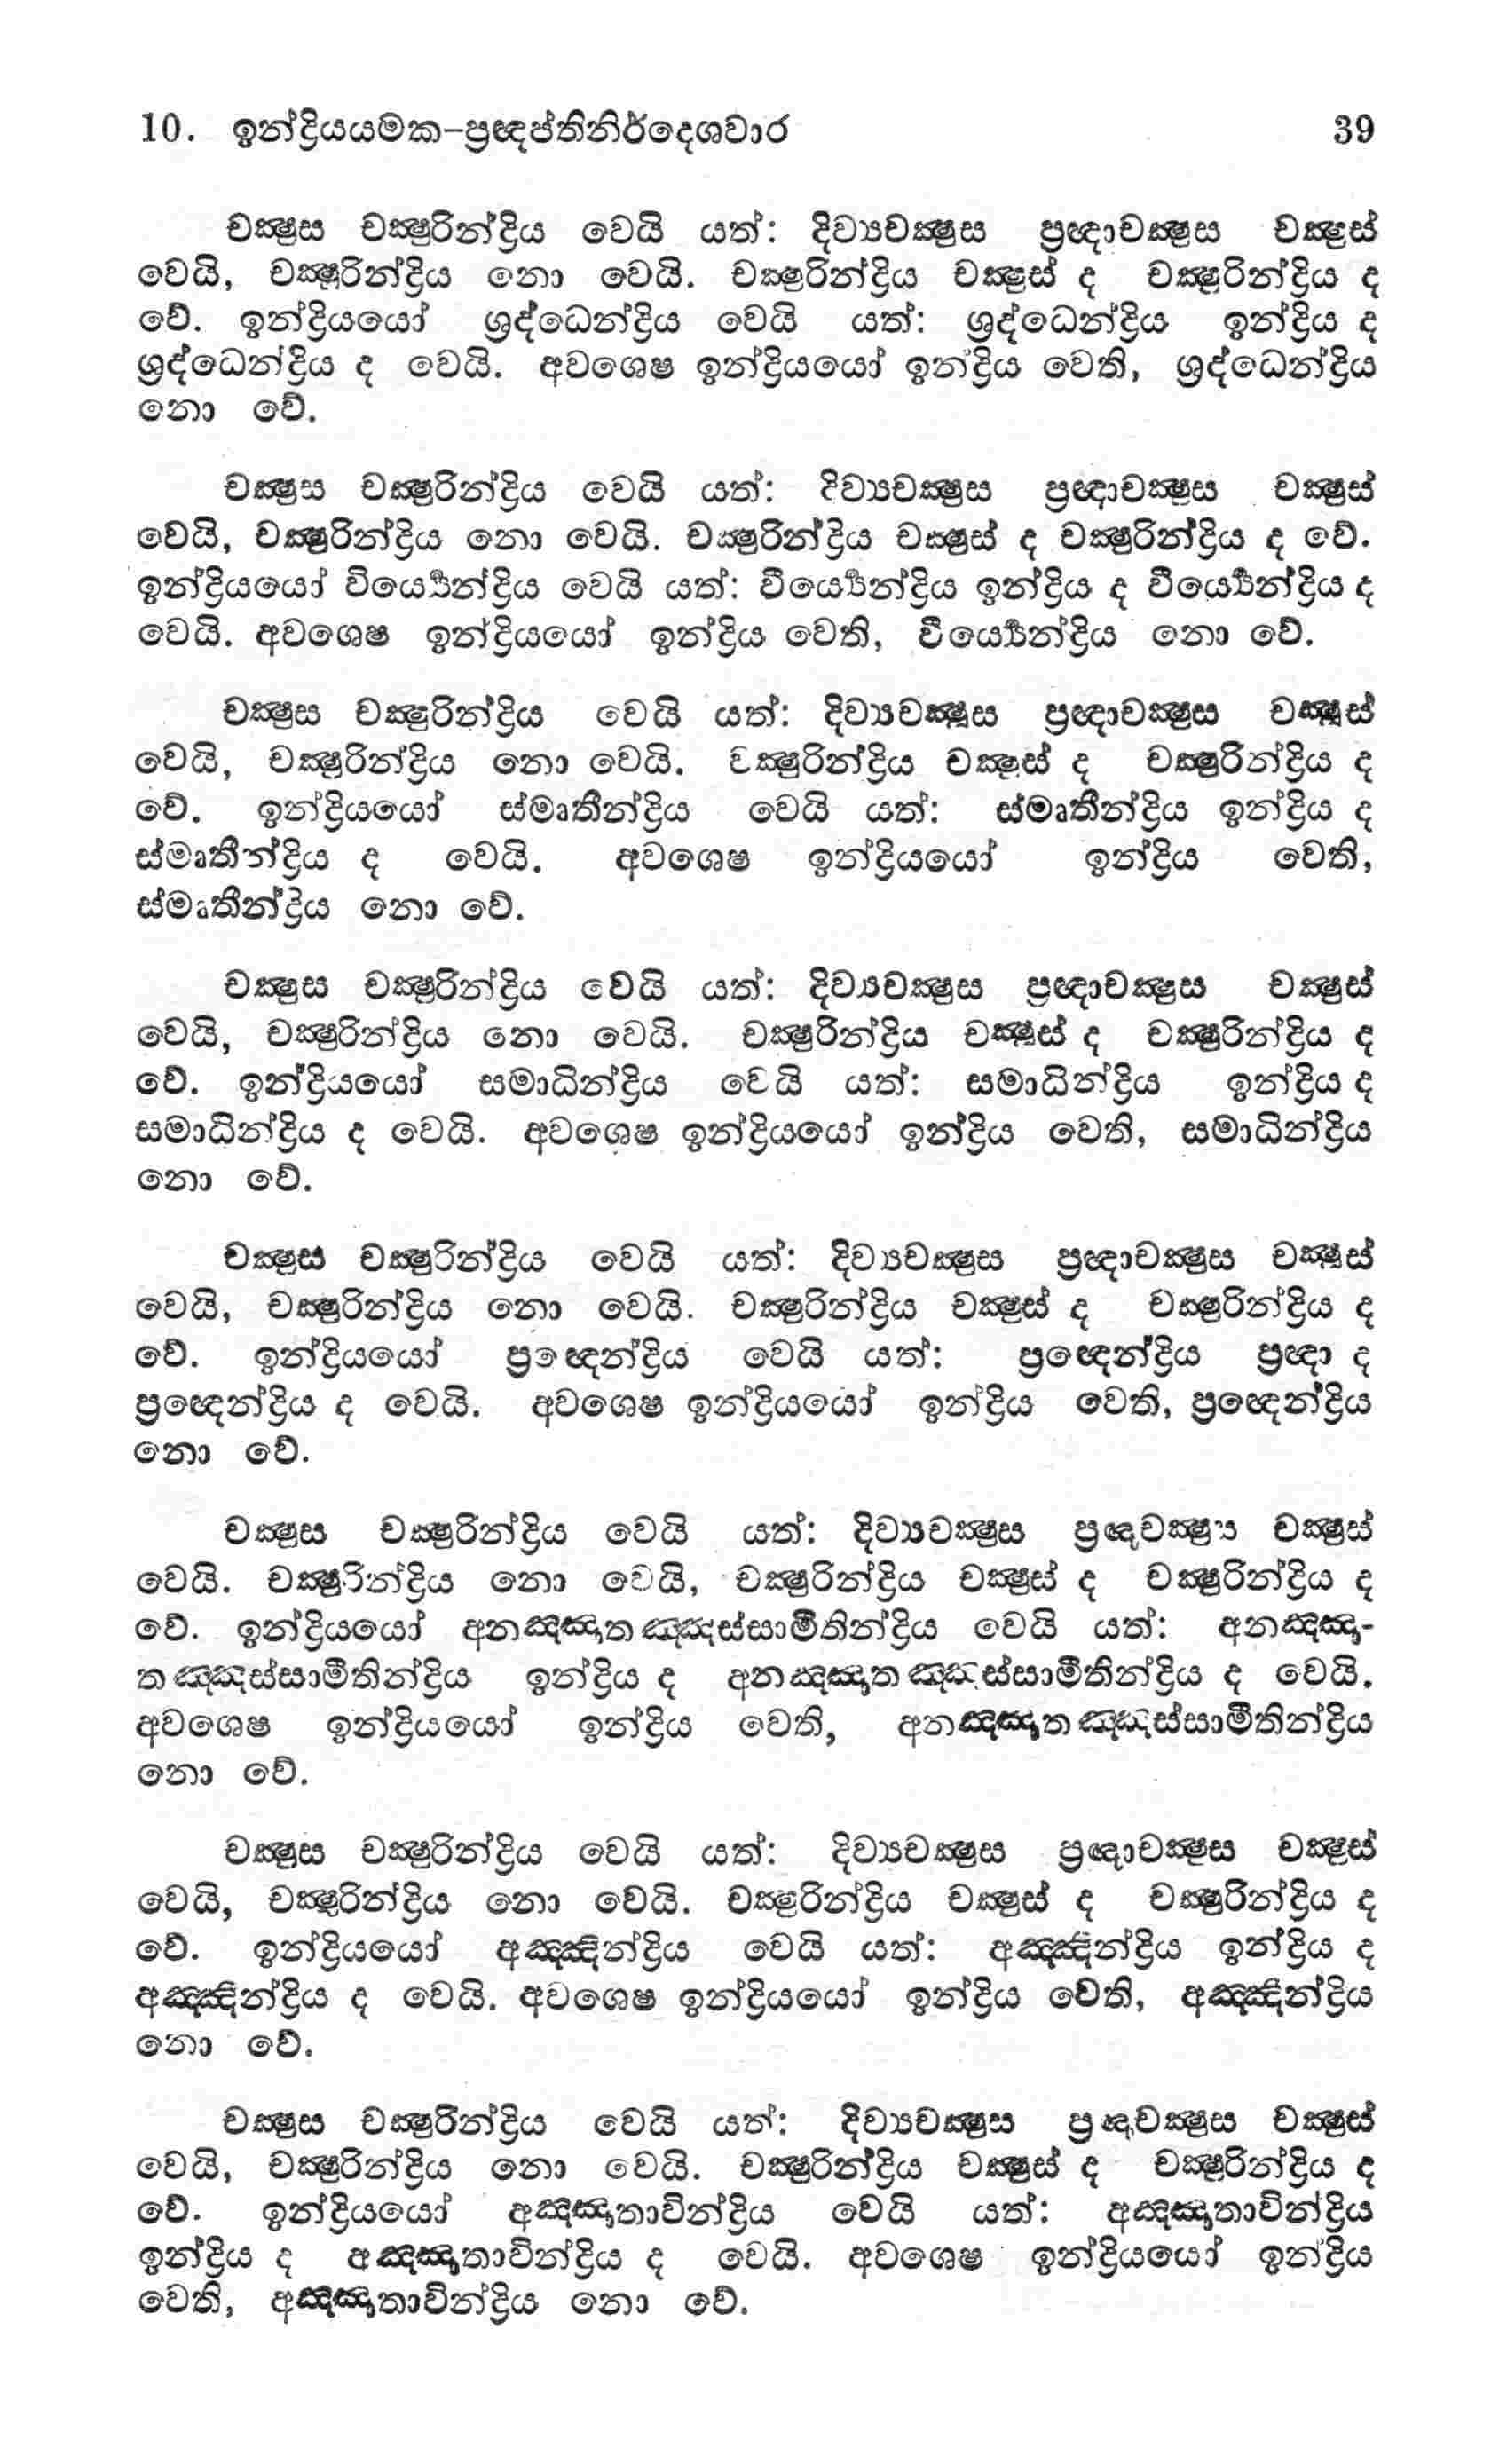 10. ඉන්ද්‍රියයමක-ප්‍රඥප්තිනිර්දෙශවාර 39
චක්‍ෂුස චක්‍ෂුරින්ද්‍රිය වෙයි යත්: දිව්‍යචක්‍ෂුස ප්‍රඥාචක්‍ෂුස චක්‍ෂුස්
වෙයි, චක්‍ෂුරින්ද්‍රිය නො වෙයි. චක්‍ෂුරින්ද්‍රිය චක්‍ෂුස් ද චක්‍ෂුරින්ද්‍රිය ද
වේ. ඉන්ද්‍රියයෝ ශ්‍රද්ධෙන්ද්‍රිය වෙයි යත්: ශ්‍රද්ධෙන්ද්‍රිය ඉන්ද්‍රිය ද
ශ්‍රද්ධෙන්ද්‍රිය ද වෙයි. අවශෙෂ ඉන්ද්‍රියයෝ ඉන්ද්‍රිය වෙති, ශ්‍රද්ධෙන්ද්‍රිය
නො වේ.
චක්‍ෂුස චක්‍ෂුරින්ද්‍රිය වෙයි යත්: දිව්‍යචක්‍ෂුස ප්‍රඥාචක්‍ෂුස චක්‍ෂුස්
වෙයි, චක්‍ෂුරින්ද්‍රිය නො වෙයි. චක්‍ෂුරින්ද්‍රිය චක්‍ෂුස් ද චක්‍ෂුරින්ද්‍රිය ද වේ.
ඉන්ද්‍රියයෝ විර්‍ය්‍යෙන්ද්‍රිය වෙයි යත්: වීර්‍ය්‍යෙන්ද්‍රිය ඉන්ද්‍රිය ද වීර්‍ය්‍යෙන්ද්‍රිය ද
වෙයි. අවශෙෂ ඉන්ද්‍රියයෝ ඉන්ද්‍රිය වෙති, වීර්‍ය්‍යෙන්ද්‍රිය නො වේ.
චක්‍ෂුස චක්‍ෂුරින්ද්‍රිය වෙයි යත්: දිව්‍යචක්‍ෂූස ප්‍රඥාචක්‍ෂුස චක්‍ෂූස්
වෙයි, චක්‍ෂුරින්ද්‍රිය නො වෙයි. චක්‍ෂුරින්ද්‍රිය චක්‍ෂුස් ද චක්‍ෂුරින්ද්‍රිය ද
වේ. ඉන්ද්‍රියයෝ ස්මෘතීන්ද්‍රිය වෙයි යත්: ස්මෘතීන්ද්‍රිය ඉන්ද්‍රිය ද
ස්මෘතීන්ද්‍රිය ද වෙයි. අවශෙෂ ඉන්ද්‍රියයෝ ඉන්ද්‍රිය වෙති,
ස්මෘතීන්ද්‍රිය නො වේ.
චක්‍ෂුස චක්‍ෂුරින්ද්‍රිය වෙයි යත්: දිව්‍යචක්‍ෂුස ප්‍රඥාචක්‍ෂුස චක්‍ෂුස්
වෙයි, චක්‍ෂුරින්ද්‍රිය නො වෙයි. චක්‍ෂුරින්ද්‍රිය චක්‍ෂුස් ද චක්‍ෂුරින්ද්‍රිය ද
වේ. ඉන්ද්‍රියයෝ සමාධින්ද්‍රිය වෙයි යත්: සමාධින්ද්‍රිය ඉන්ද්‍රිය ද
සමාධින්ද්‍රිය ද වෙයි. අවශෙෂ ඉන්ද්‍රියයෝ ඉන්ද්‍රිය වෙති, සමාධින්ද්‍රිය
නො වේ.
චක්‍ෂුස චක්‍ෂුරින්ද්‍රිය වෙයි යත්: දිව්‍යචක්‍ෂුස ප්‍රඥාචක්‍ෂුස චක්‍ෂුස්
වෙයි, චක්‍ෂුරින්ද්‍රිය නො වෙයි. චක්‍ෂුරින්ද්‍රිය චක්‍ෂුස් ද චක්‍ෂුරින්ද්‍රිය ද
වේ. ඉන්ද්‍රියයෝ ප්‍රඥෙන්ද්‍රිය වෙයි යත්: ප්‍රඥෙන්ද්‍රිය ප්‍රඥා ද
ප්‍රඥෙන්ද්‍රිය ද වෙයි. අවශෙෂ ඉන්ද්‍රියයෝ ඉන්ද්‍රිය වෙති, ප්‍රඥෙන්ද්‍රිය
නො වේ.
චක්‍ෂුස චක්‍ෂුරින්ද්‍රිය වෙයි යත්: දිව්‍යචක්‍ෂුස චක්‍ෂුස්
වෙයි. චක්‍ෂුරින්ද්‍රිය නො වෙයි, චක්‍ෂුරින්ද්‍රිය චක්‍ෂුස් ද චක්‍ෂුරින්ද්‍රිය ද
වේ. ඉන්ද්‍රියයෝ අනඤ්ඤාතඤ්ඤස්සාමීතින්ද්‍රිය වෙයි යත්: අනඤ්ඤා-
තඤ්ඤස්සාමීතින්ද්‍රිය ඉන්ද්‍රිය ද අනඤ්ඤාතඤ්ඤස්සාමීතින්ද්‍රිය ද වෙයි.
අවශෙෂ ඉන්ද්‍රියයෝ ඉන්ද්‍රිය වෙති, අනඤ්ඤාතඤ්ඤස්සාමීතින්ද්‍රිය
නො වේ.
චක්‍ෂුස චක්‍ෂුරින්ද්‍රිය වෙයි යත්: දිව්‍යචක්‍ෂුස ප්‍රඥාචක්‍ෂුස චක්‍ෂුස්
වෙයි, චක්‍ෂුරින්ද්‍රිය නො වෙයි. චක්‍ෂුරින්ද්‍රිය චක්‍ෂුස් ද චක්‍ෂුරින්ද්‍රිය ද
වේ. ඉන්ද්‍රියයෝ අඤ්ඤින්ද්‍රිය වෙයි යත්: අඤ්ඤින්ද්‍රිය ඉන්ද්‍රිය ද
අඤ්ඤින්ද්‍රිය ද වෙයි. අවශෙෂ ඉන්ද්‍රියයෝ ඉන්ද්‍රිය වෙති, අඤ්ඤින්ද්‍රිය
නො වේ.
චක්‍ෂුස චක්‍ෂුරින්ද්‍රිය වෙයි යත්: දිව්‍යචක්‍ෂුස ප්‍රඥාචක්‍ෂුස චක්‍ෂුස්
වෙයි, චක්‍ෂුරින්ද්‍රිය නො වෙයි. චක්‍ෂුරින්ද්‍රිය චක්‍ෂුස් ද චක්‍ෂුරින්ද්‍රිය ද
වේ. ඉන්ද්‍රියයෝ අඤ්ඤාතාවින්ද්‍රිය වෙයි යත්: අඤ්ඤාතාවින්ද්‍රිය
ඉන්ද්‍රිය ද අඤ්ඤාතාවින්ද්‍රිය ද වෙයි. අවශෙෂ ඉන්ද්‍රියයෝ ඉන්ද්‍රිය
වෙති, අඤ්ඤාතාවින්ද්‍රිය නො වේ.